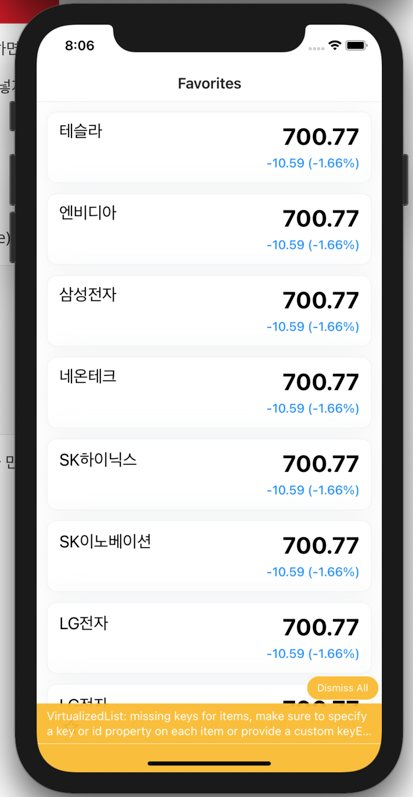 8:06
Favorites
테슬라
700.77
-10.59 (-1.66%)
엔비디아
700.77
-10.59 (-1.66%)
삼성전자
700.77
-10.59 (-1.66%)
네온테크
700.77
-10.59 (-1.66%)
SK하이닉스
700.77
-10.59 (-1.66%)
SK이노베이션
700.77
-10.59 (-1.66%)
LG전자
700.77
-10.59 (-1.66%)
LG전자
Dismiss All
VirtualizedList: missing keys for items, make sure to specify
a key or id property on each item or provide a custom keyE...